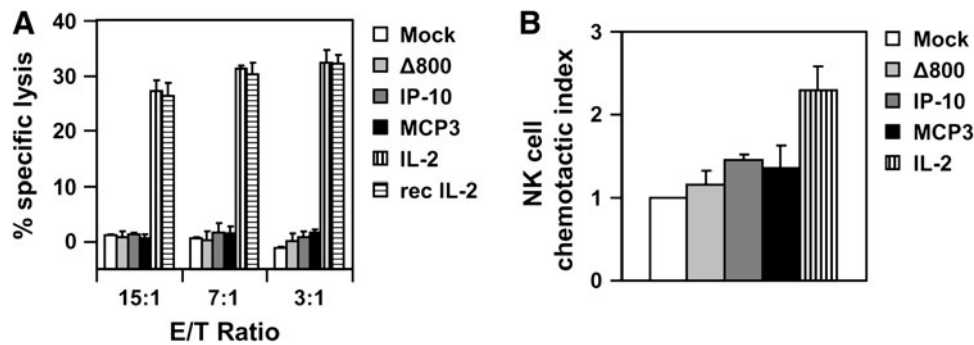 A
% specific lysis
40
30
20
10
0
15:1
7:1
3:1
E/T Ratio
Mock
Δ800
IP-10
MCP3
IL-2
rec IL-2
B
NK cell
chemotactic index
3
2
1
0
Mock
Δ800
IP-10
MCP3
IL-2